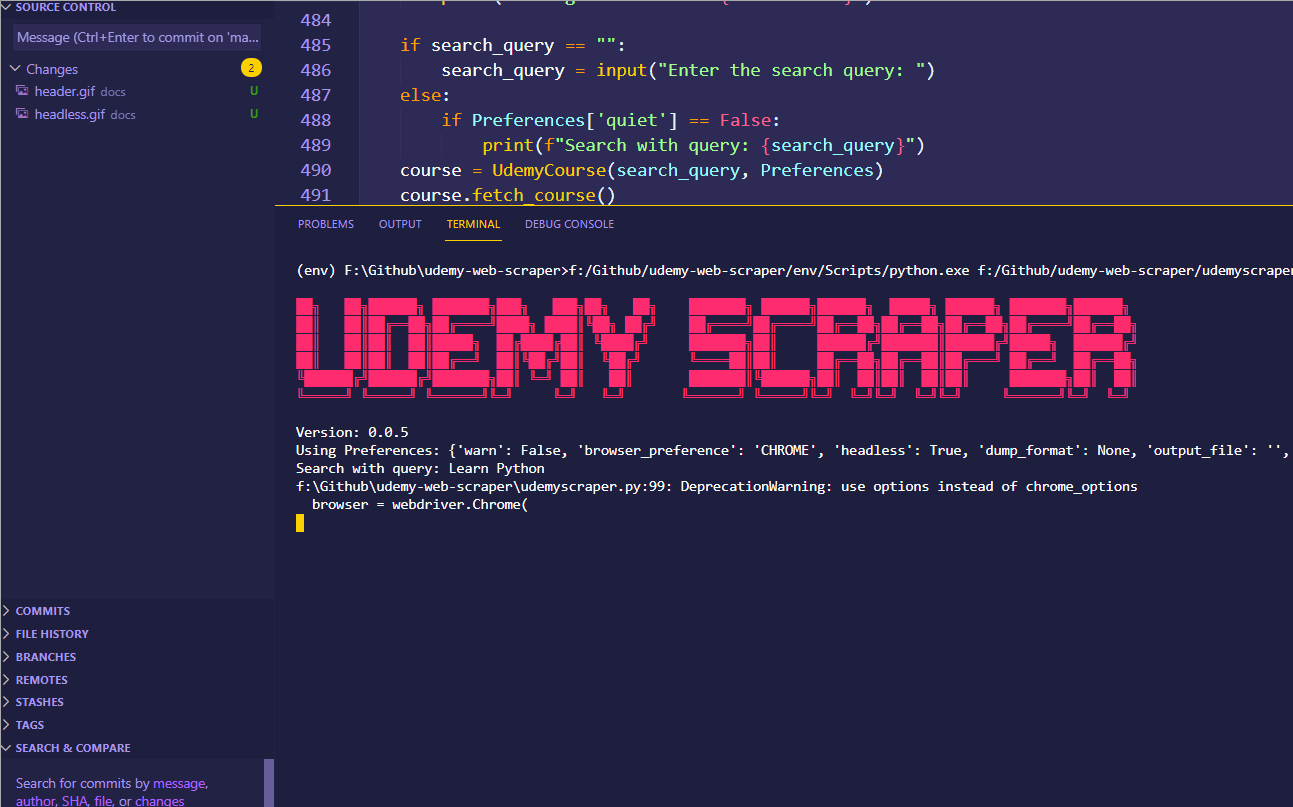 SOURCE CONTROL
Message (Ctrl+Enter to commit on 'ma...
Changes
2
header.gif docs
U
headless.gif docs
U
COMMITS
FILE HISTORY
BRANCHES
REMOTES
STASHES
TAGS
SEARCH & COMPARE
Search for commits by message,
author, SHA, file, or changes
484
485 if search_query == "":
486 search_query = input("Enter the search query: ")
487 else:
488 if Preferences['quiet'] == False:
489 print(f"Search with query: {search_query}")
490 course = UdemyCourse(search_query, Preferences)
491 course.fetch_course()
PROBLEMS OUTPUT TERMINAL DEBUG CONSOLE
(env) F:\Github\udemy-web-scraper>f:/Github/udemy-web-scraper/env/Scripts/python.exe f:/Github/udemy-web-scraper/udemyscraper
UDEMY SCRAPER
Version: 0.0.5
Using Preferences: {'warn': False, 'browser_preference': 'CHROME', 'headless': True, 'dump_format': None, 'output_file': '',
Search with query: Learn Python
f:\Github\udemy-web-scraper\udemyscraper.py:99: DeprecationWarning: use options instead of chrome_options
browser = webdriver.Chrome(